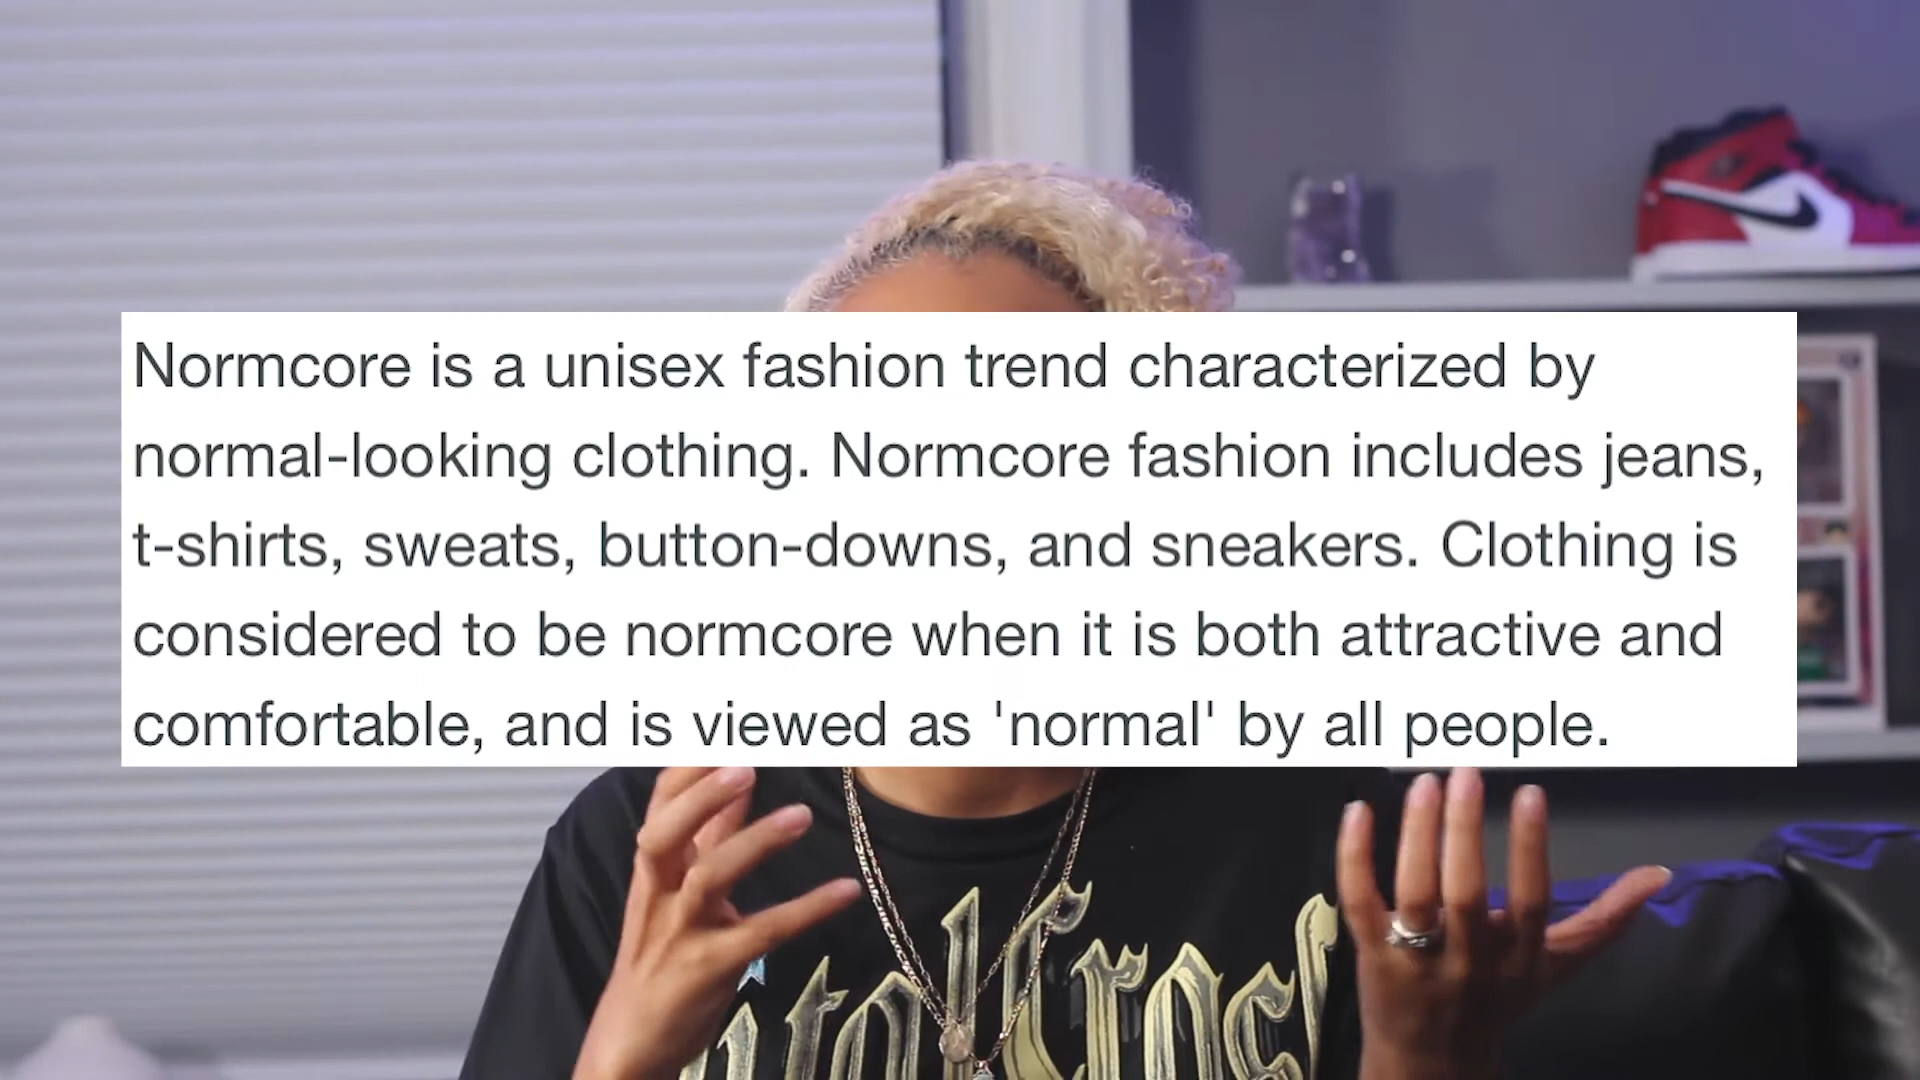 Normcore is a unisex fashion trend characterized by
normal-looking clothing. Normcore fashion includes jeans,
t-shirts, sweats, button-downs, and sneakers. Clothing is
considered to be normcore when it is both attractive and
comfortable, and is viewed as 'normal' by all people.